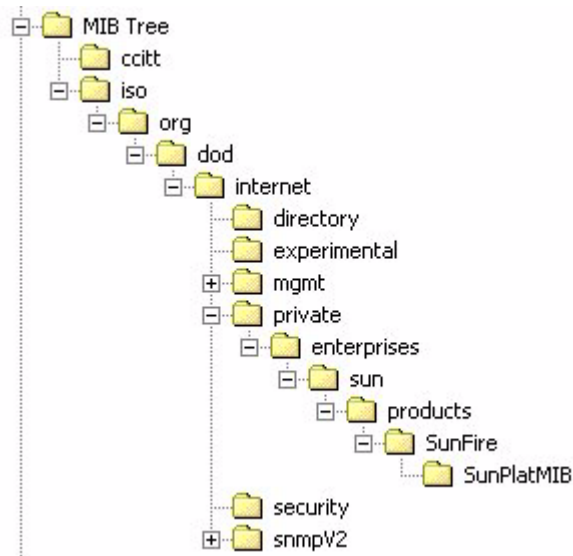 MIB Tree
ccitt
iso
org
dod
internet
directory
experimental
mgmt
private
enterprises
sun
products
SunFire
SunPlatMIB
security
snmpV2